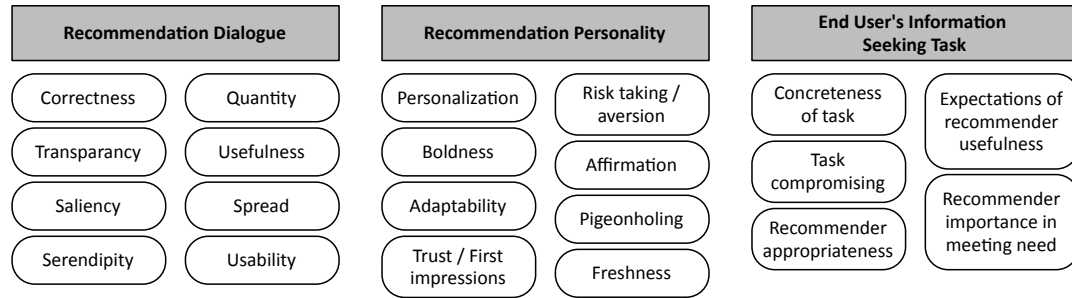 Recommendation Dialogue
Correctness
Quantity
Transparancy
Usefulness
Saliency
Spread
Serendipity
Usability
Recommendation Personality
Personalization
Risk taking /
aversion
Boldness
Affirmation
Adaptability
Pigeonholing
Trust / First
impressions
Freshness
End User's Information
Seeking Task
Concreteness
of task
Expectations of
recommender
usefulness
Task
compromising
Recommender
importance in
meeting need
Recommender
appropriateness